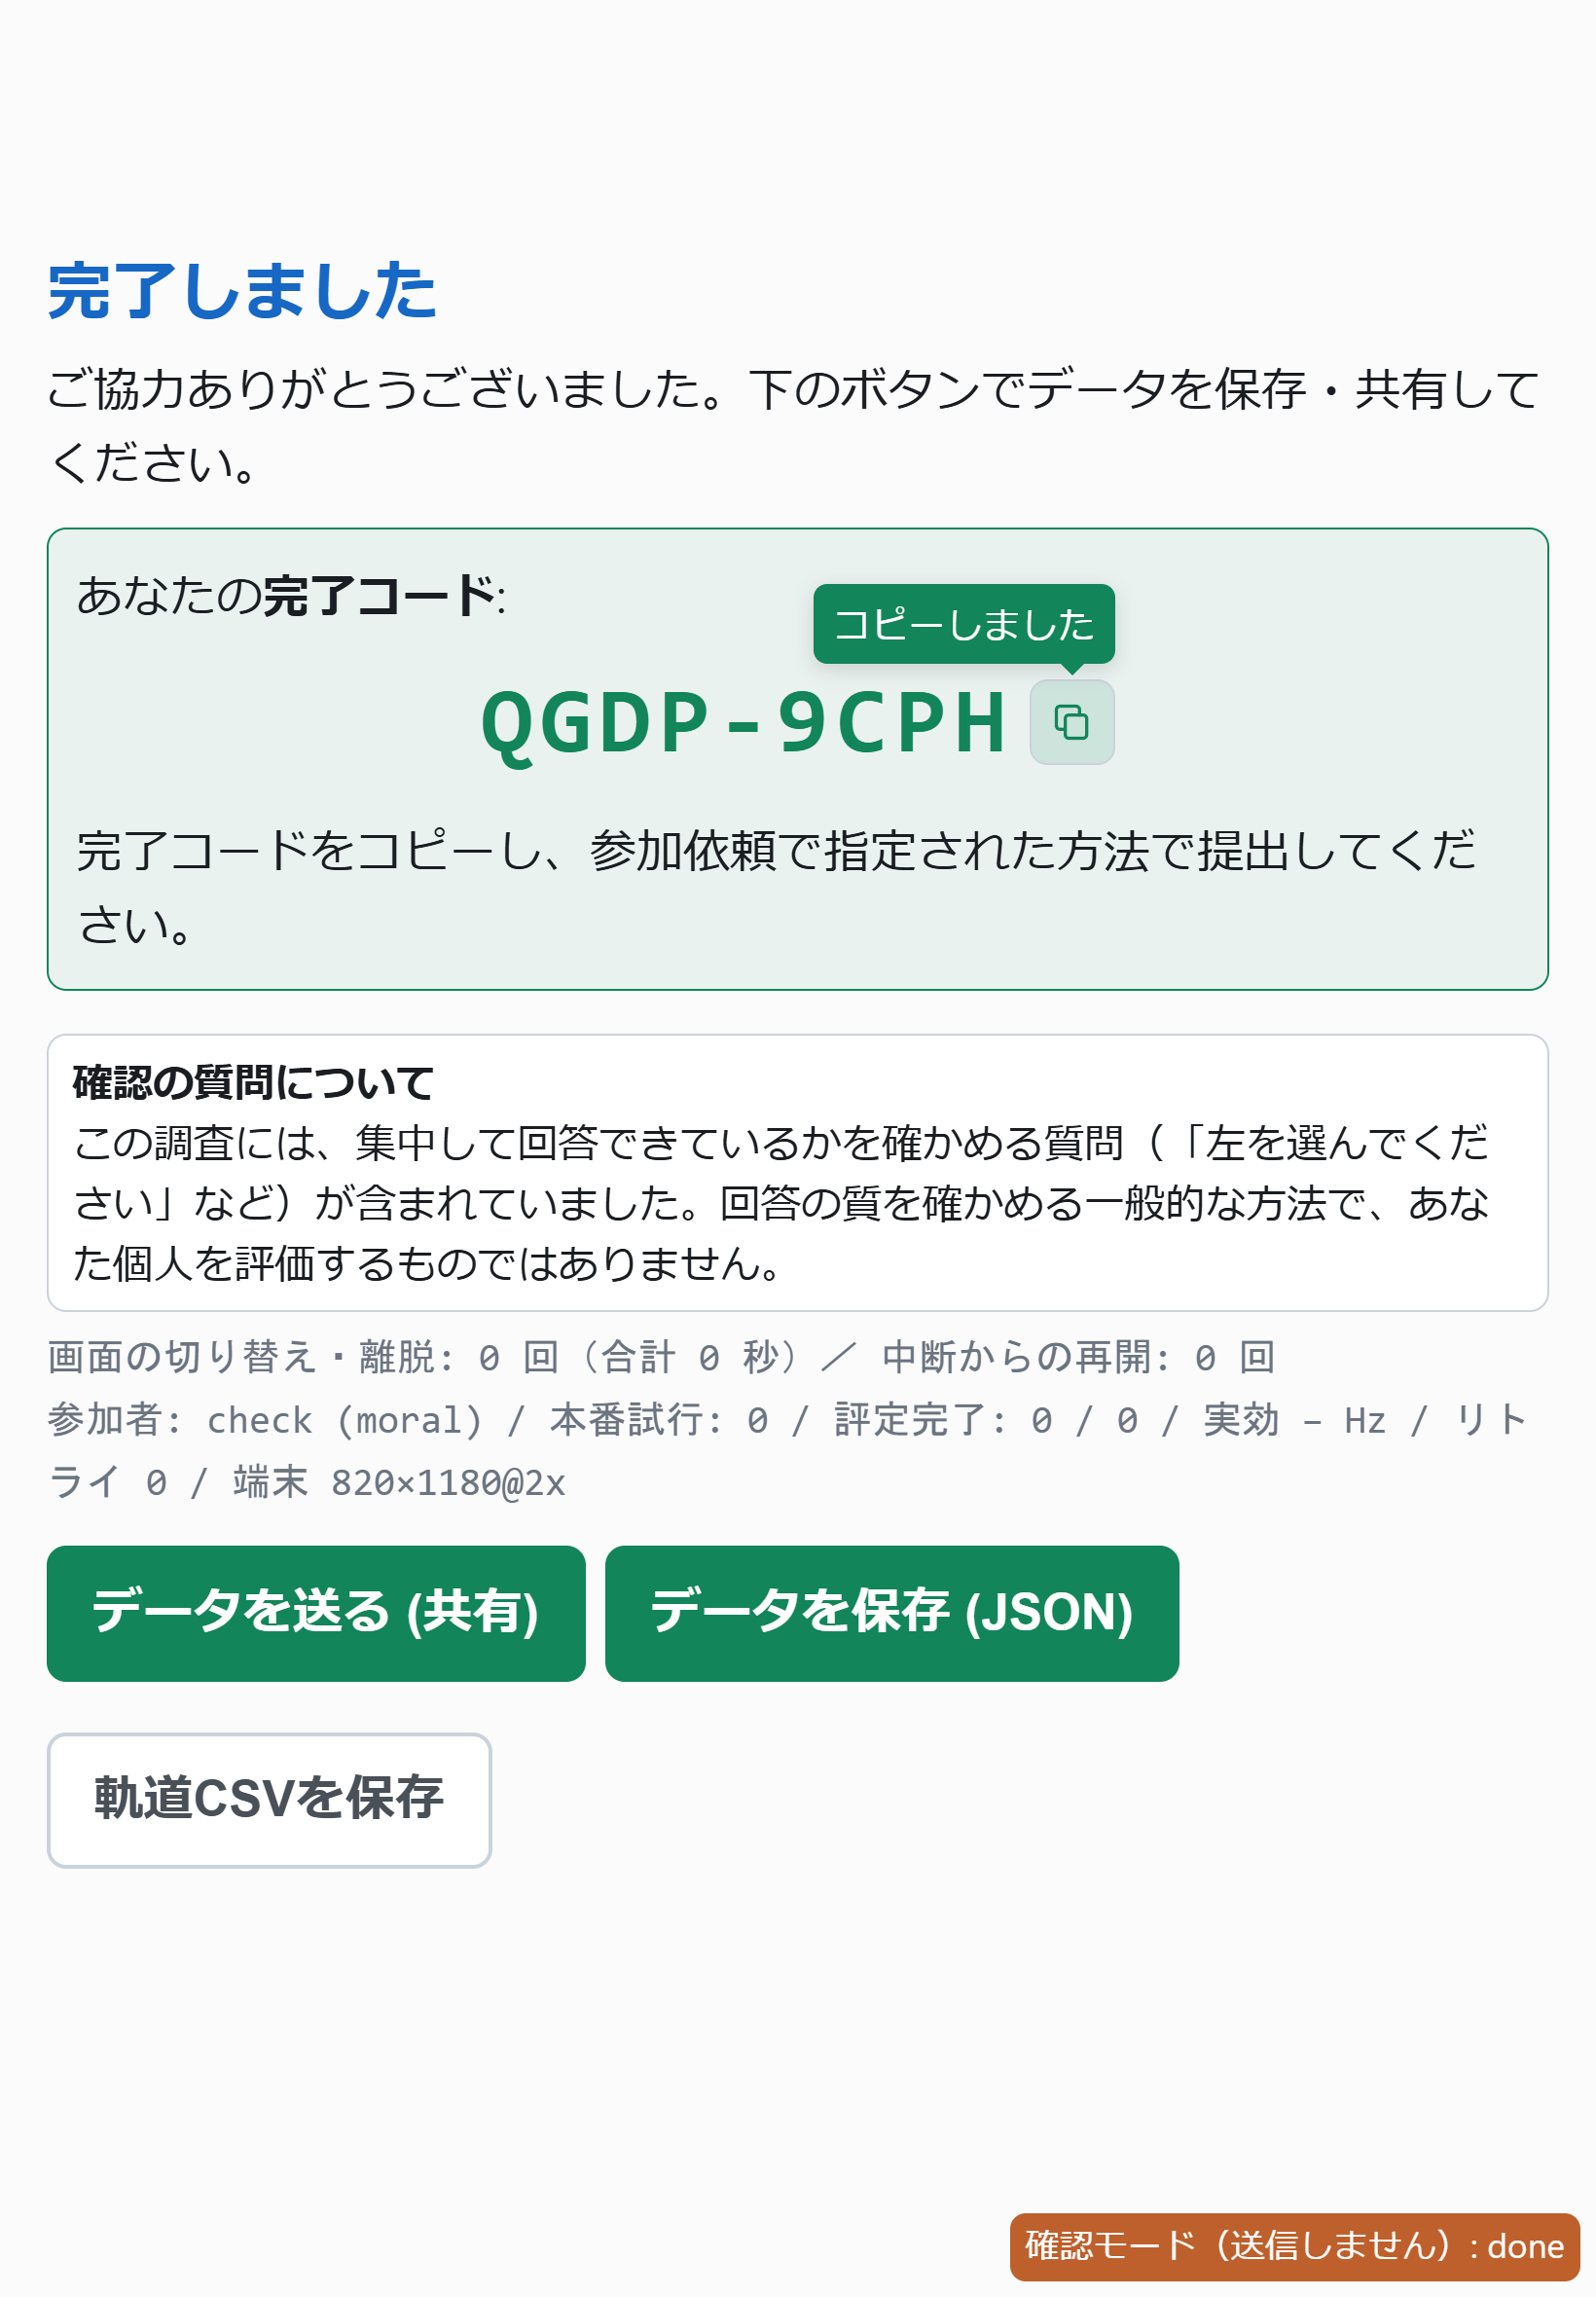 完了しました
ご協力ありがとうございました。下のボタンでデータを保存・共有して
ください。
あなたの完了コード:
コピーしました
QGDP-9CPH
完了コードをコピーし、参加依頼で指定された方法で提出してくだ
さい。
確認の質問について
この調査には、集中して回答できているかを確かめる質問（「左を選んでくだ
さい」など）が含まれていました。回答の質を確かめる一般的な方法で、あな
た個人を評価するものではありません。
画面の切り替え・離脱: 0 回（合計 0 秒）／ 中断からの再開: 0 回
参加者: check (moral) / 本番試行: 0 / 評定完了: 0 / 0 / 実効 – Hz / リト
ライ 0 / 端末 820×1180@2x
データを送る (共有)
データを保存 (JSON)
軌道CSVを保存
確認モード（送信しません）: done